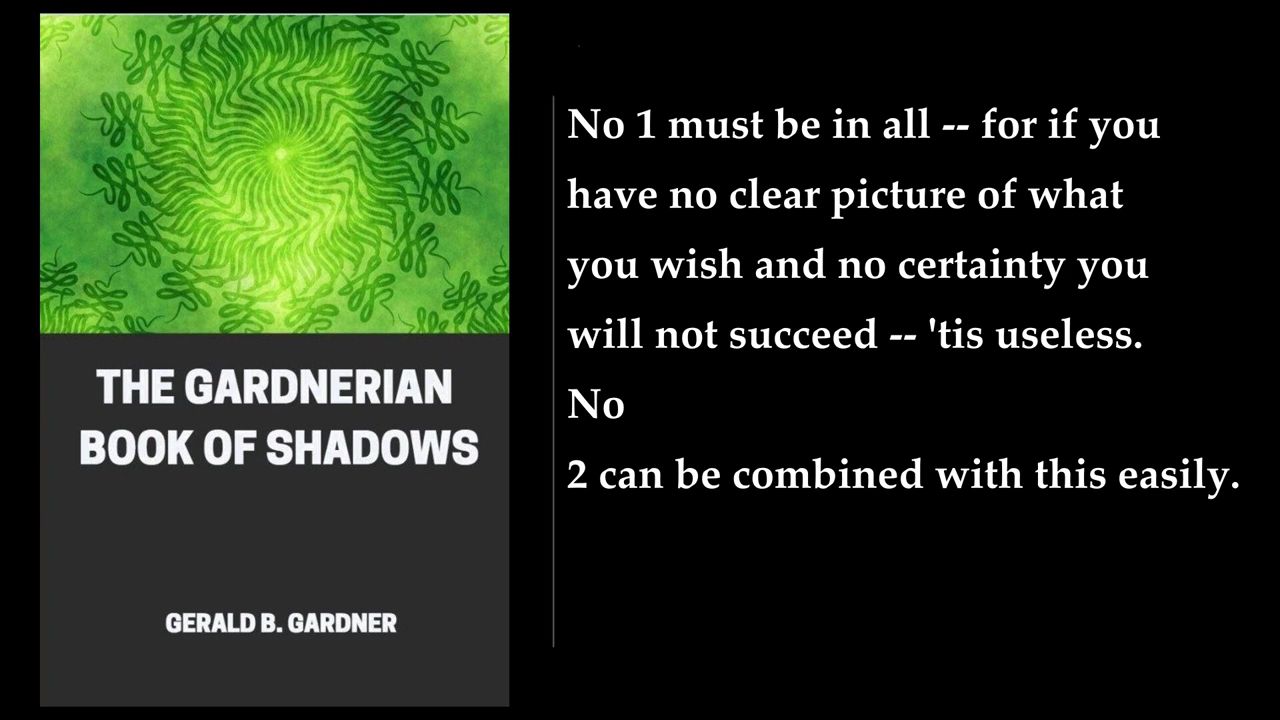 THE GARDNERIAN
BOOK OF SHADOWS
GERALD B. GARDNER
No 1 must be in all -- for if you
have no clear picture of what
you wish and no certainty you
will not succeed -- 'tis useless.
No
2 can be combined with this easily.